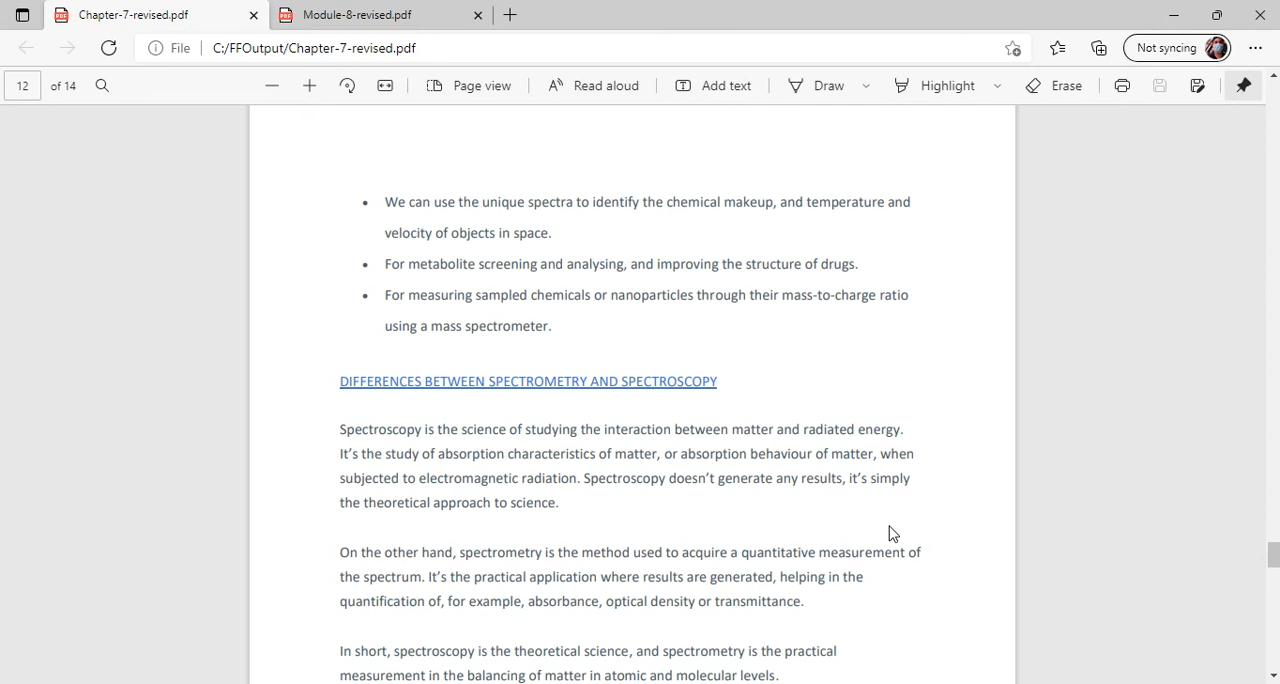 Chapter-7-revised.pdf
Module-8-revised.pdf
File
C:/FFOutput/Chapter-7-revised.pdf
Not syncing
12 of 14
Page view
Read aloud
Add text
Draw
Highlight
Erase
• We can use the unique spectra to identify the chemical makeup, and temperature and
velocity of objects in space.
• For metabolite screening and analysing, and improving the structure of drugs.
• For measuring sampled chemicals or nanoparticles through their mass-to-charge ratio
using a mass spectrometer.
DIFFERENCES BETWEEN SPECTROMETRY AND SPECTROSCOPY
Spectroscopy is the science of studying the interaction between matter and radiated energy.
It's the study of absorption characteristics of matter, or absorption behaviour of matter, when
subjected to electromagnetic radiation. Spectroscopy doesn't generate any results, it's simply
the theoretical approach to science.
On the other hand, spectrometry is the method used to acquire a quantitative measurement of
the spectrum. It's the practical application where results are generated, helping in the
quantification of, for example, absorbance, optical density or transmittance.
In short, spectroscopy is the theoretical science, and spectrometry is the practical
measurement in the balancing of matter in atomic and molecular levels.